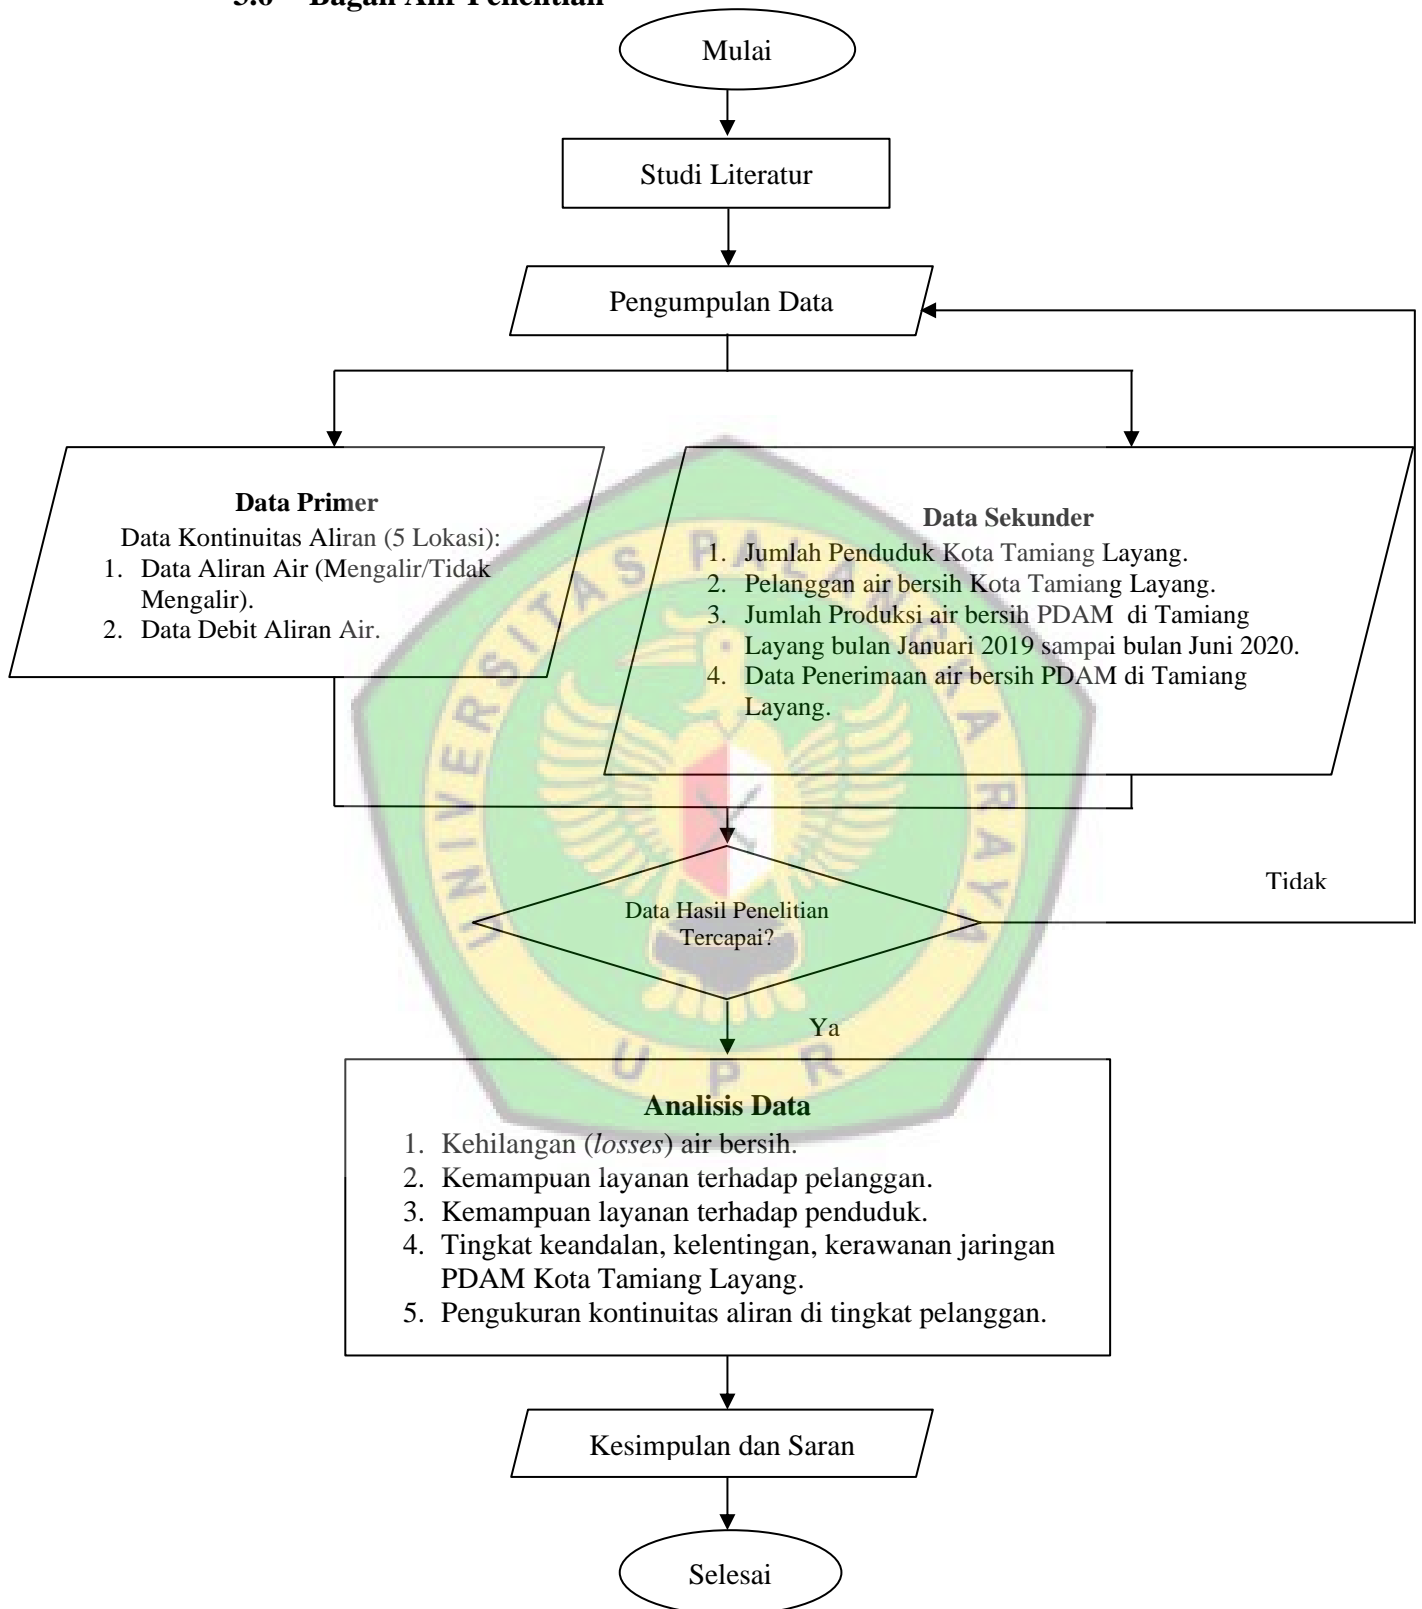 Bagan Alir Penelitian
Mulai
Studi Literatur
Pengumpulan Data
Data Primer
Data Kontinuitas Aliran (5 Lokasi):
1. Data Aliran Air (Mengalir/Tidak
Mengalir).
2. Data Debit Aliran Air.
Data Sekunder
1. Jumlah Penduduk Kota Tamiang Layang.
2. Pelanggan air bersih Kota Tamiang Layang.
3. Jumlah Produksi air bersih PDAM di Tamiang
Layang bulan Januari 2019 sampai bulan Juni 2020.
4. Data Penerimaan air bersih PDAM di Tamiang
Layang.
UNIVERSITAS PALANGKA RAYA
Data Hasil Penelitian
Tercapai?
Tidak
Ya
UPR
Analisis Data
1. Kehilangan (losses) air bersih.
2. Kemampuan layanan terhadap pelanggan.
3. Kemampuan layanan terhadap penduduk.
4. Tingkat keandalan, kelentingan, kerawanan jaringan
PDAM Kota Tamiang Layang.
5. Pengukuran kontinuitas aliran di tingkat pelanggan.
Kesimpulan dan Saran
Selesai